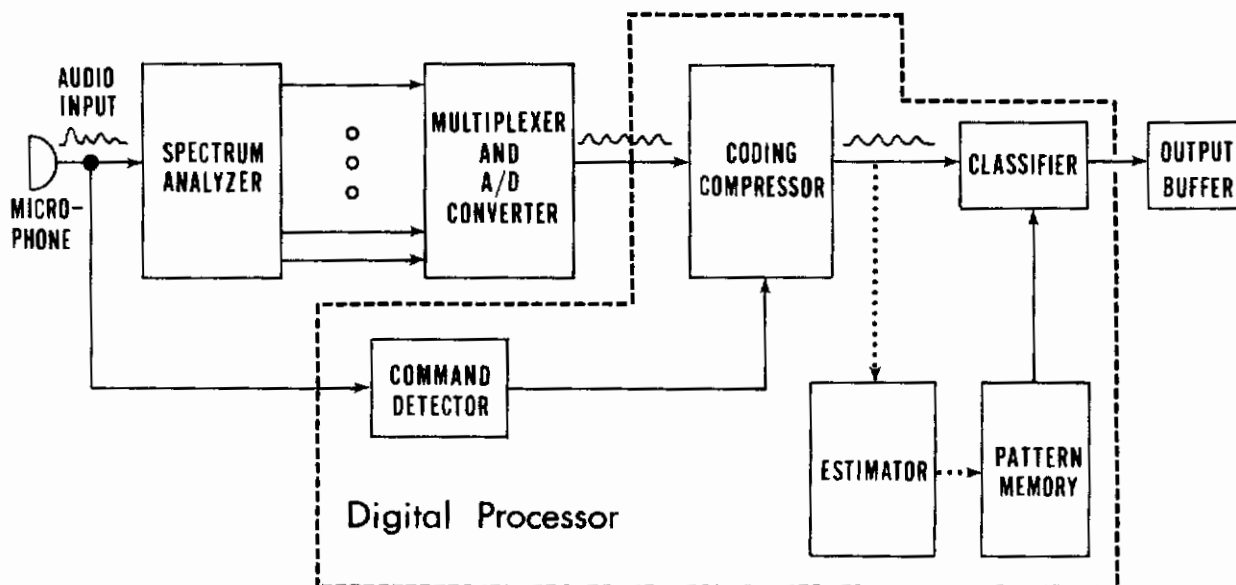 AUDIO
INPUT
MICRO-
PHONE
SPECTRUM
ANALYZER
MULTIPLEXER
AND
A/D
CONVERTER
CODING
COMPRESSOR
CLASSIFIER
OUTPUT
BUFFER
COMMAND
DETECTOR
ESTIMATOR
PATTERN
MEMORY
Digital Processor